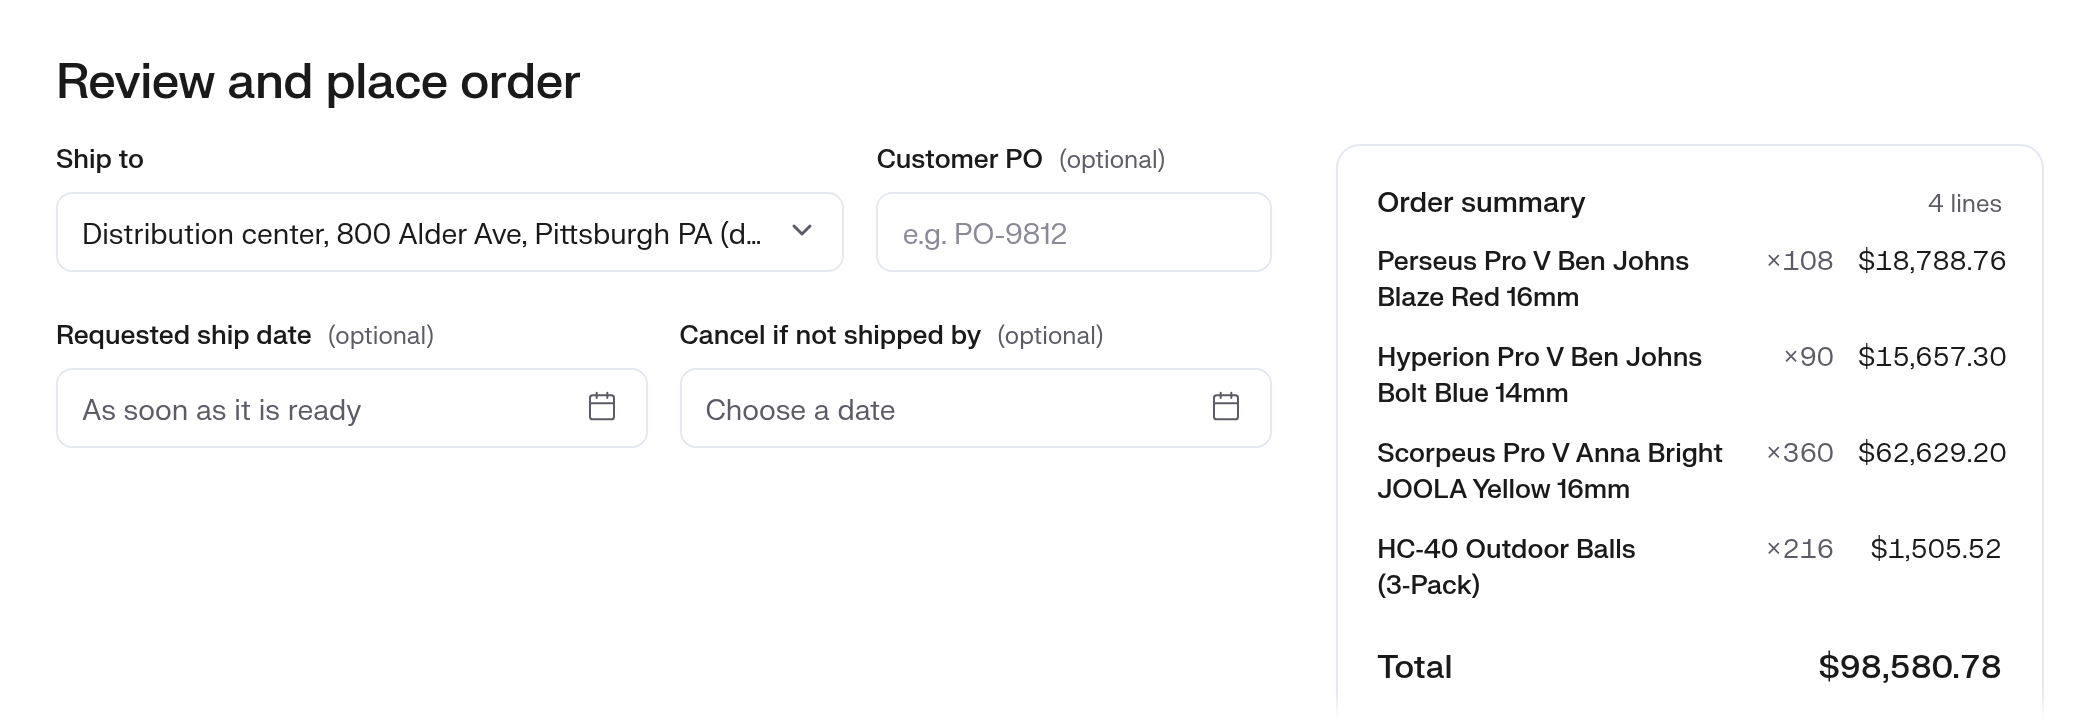 Review and place order
Ship to
Distribution center, 800 Alder Ave, Pittsburgh PA (d...
Customer PO (optional)
e.g. PO-9812
Requested ship date (optional)
As soon as it is ready
Cancel if not shipped by (optional)
Choose a date
Order summary 4 lines
Perseus Pro V Ben Johns ×108 $18,788.76
Blaze Red 16mm
Hyperion Pro V Ben Johns ×90 $15,657.30
Bolt Blue 14mm
Scorpeus Pro V Anna Bright ×360 $62,629.20
JOOLA Yellow 16mm
HC-40 Outdoor Balls ×216 $1,505.52
(3-Pack)
Total $98,580.78